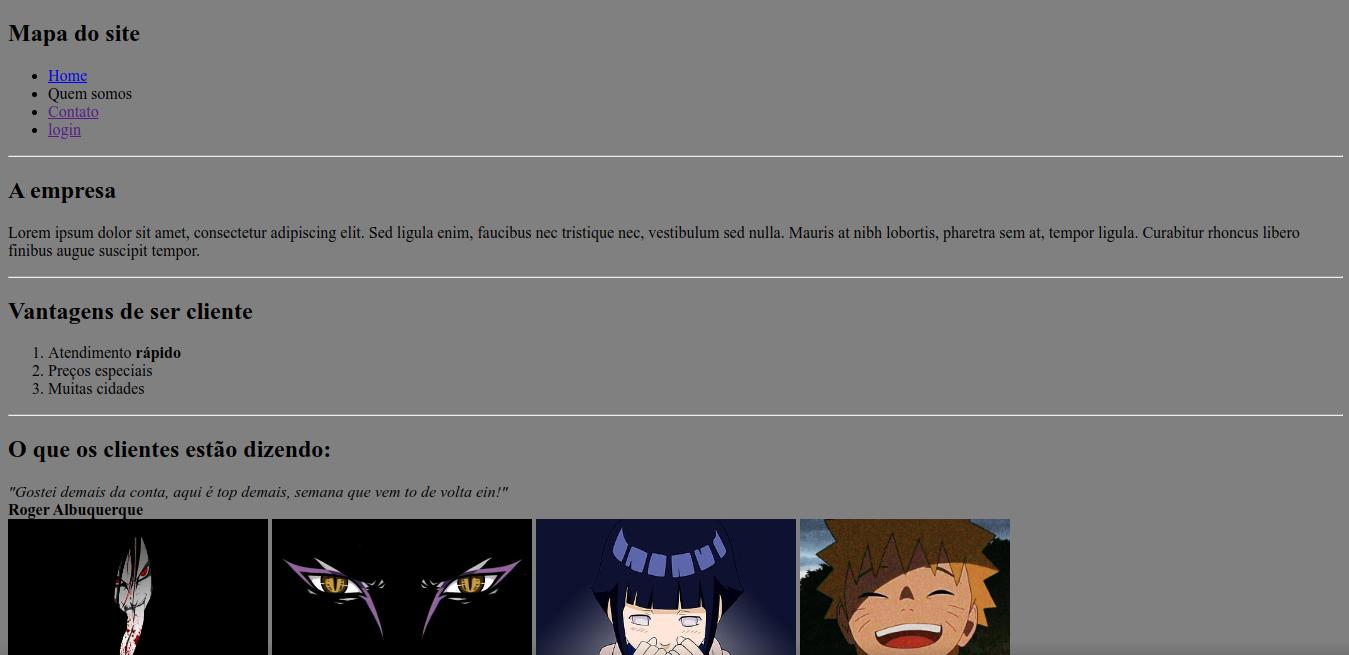 Mapa do site
Home
Quem somos
Contato
login
A empresa
Lorem ipsum dolor sit amet, consectetur adipiscing elit. Sed ligula enim, faucibus nec tristique nec, vestibulum sed nulla. Mauris at nibh lobortis, pharetra sem at, tempor ligula. Curabitur rhoncus libero
finibus augue suscipit tempor.
Vantagens de ser cliente
1. Atendimento rápido
2. Preços especiais
3. Muitas cidades
O que os clientes estão dizendo:
"Gostei demais da conta, aqui é top demais, semana que vem to de volta ein!"
Roger Albuquerque